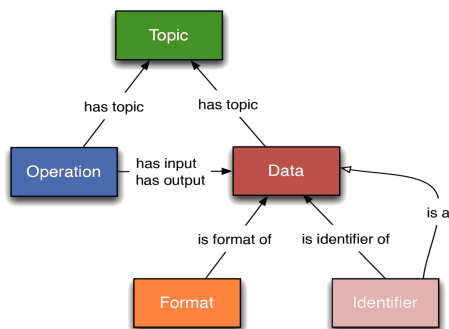 Topic
has topic
has topic
Operation
has input
has output
Data
is format of
is identifier of
is a
Format
Identifier